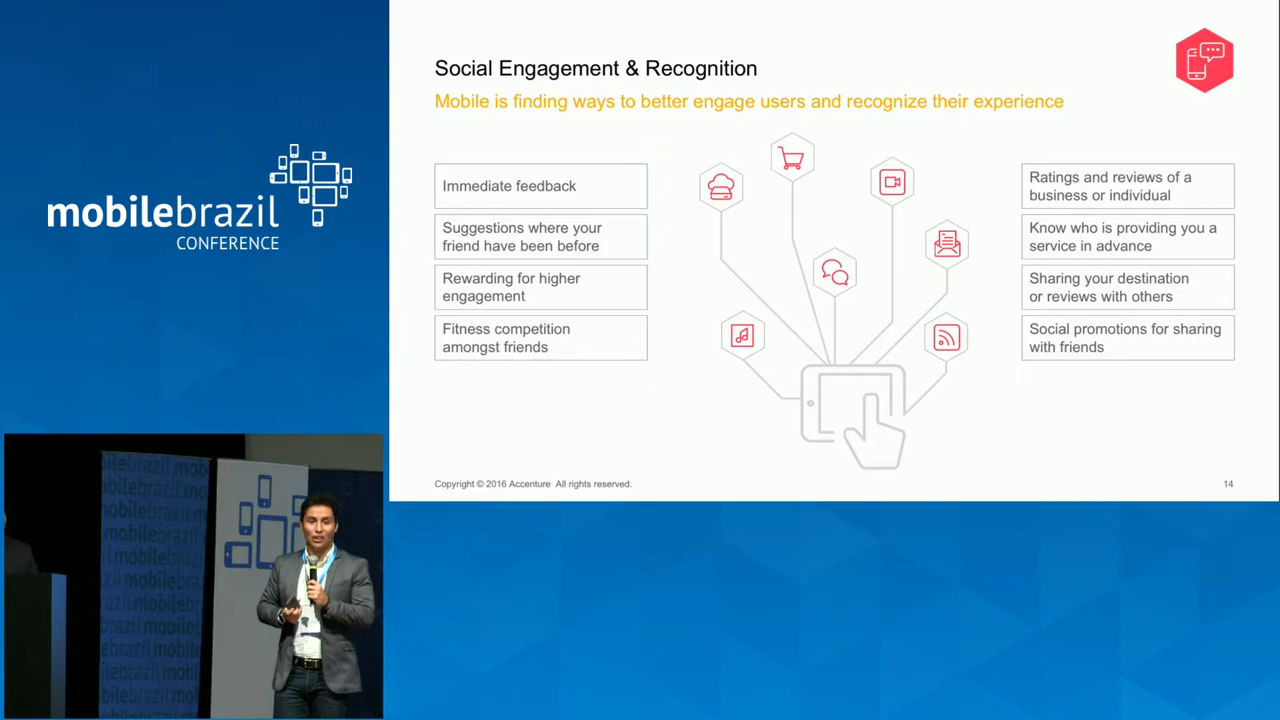 Social Engagement & Recognition
Mobile is finding ways to better engage users and recognize their experience
mobilebrazil
CONFERENCE
Immediate feedback
Suggestions where your
friend have been before
Rewarding for higher
engagement
Fitness competition
amongst friends
Ratings and reviews of a
business or individual
Know who is providing you a
service in advance
Sharing your destination
or reviews with others
Social promotions for sharing
with friends
Copyright © 2016 Accenture All rights reserved.
14